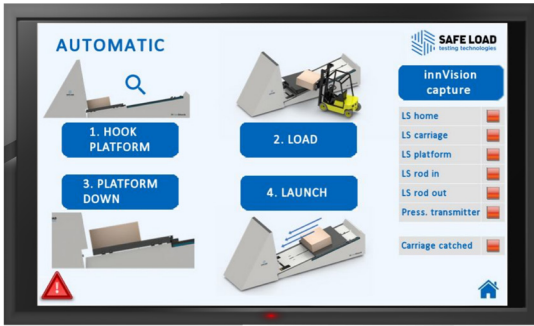 AUTOMATIC
SAFE LOAD
testing technologies
innVision
capture
1. HOOK
PLATFORM
2. LOAD
3. PLATFORM
DOWN
4. LAUNCH
LS home
LS carriage
LS platform
LS rod in
LS rod out
Press. transmitter
Carriage catched